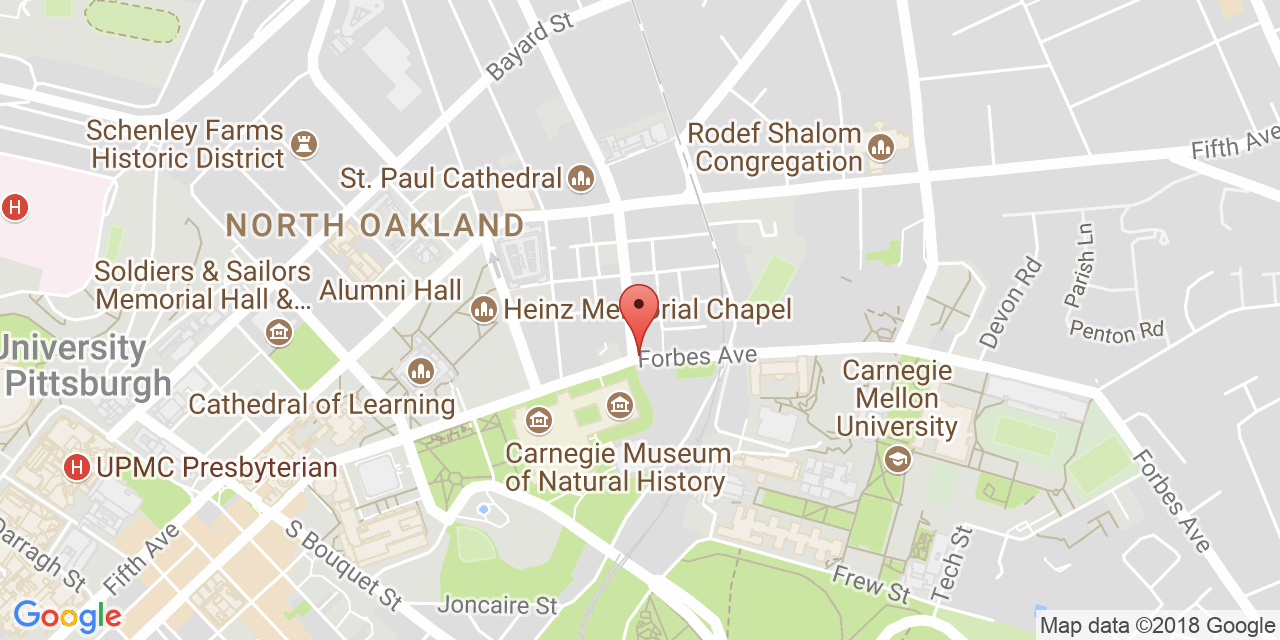 Bayard St
Schenley Farms
Historic District
Rodef Shalom
Congregation
Fifth Ave
St. Paul Cathedral
H
NORTH OAKLAND
Soldiers & Sailors
Memorial Hall &...
Alumni Hall
Heinz Memorial Chapel
Parish Ln
Devon Rd
Penton Rd
University
Pittsburgh
Forbes Ave
Cathedral of Learning
Carnegie
Mellon
University
Carnegie Museum
of Natural History
H
UPMC Presbyterian
Forbes Ave
Darragh St
Fifth Ave
S Bouquet St
Joncaire St
Frew St
Tech St
Google
Map data ©2018 Google